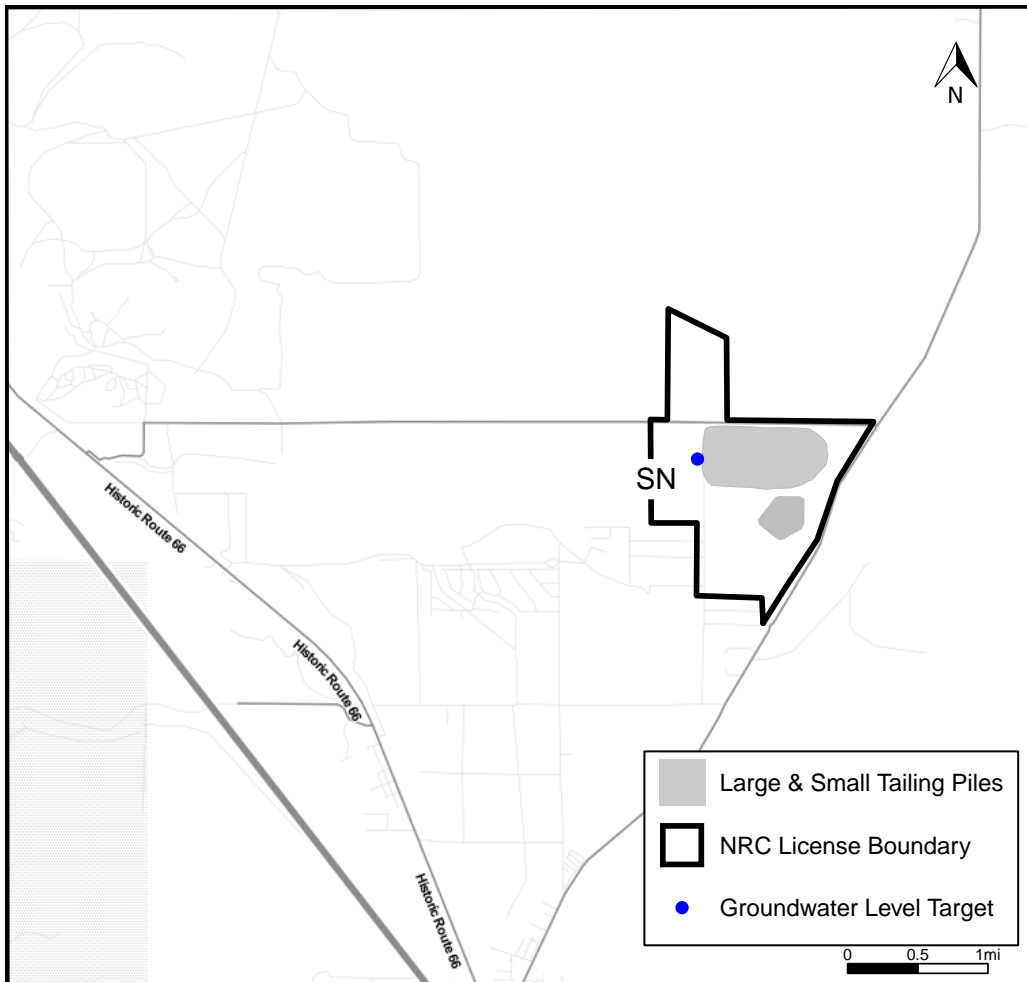 N
SN
Historic Route 66
Historic Route 66
Historic Route 66
Large & Small Tailing Piles
NRC License Boundary
Groundwater Level Target
0 0.5 1mi